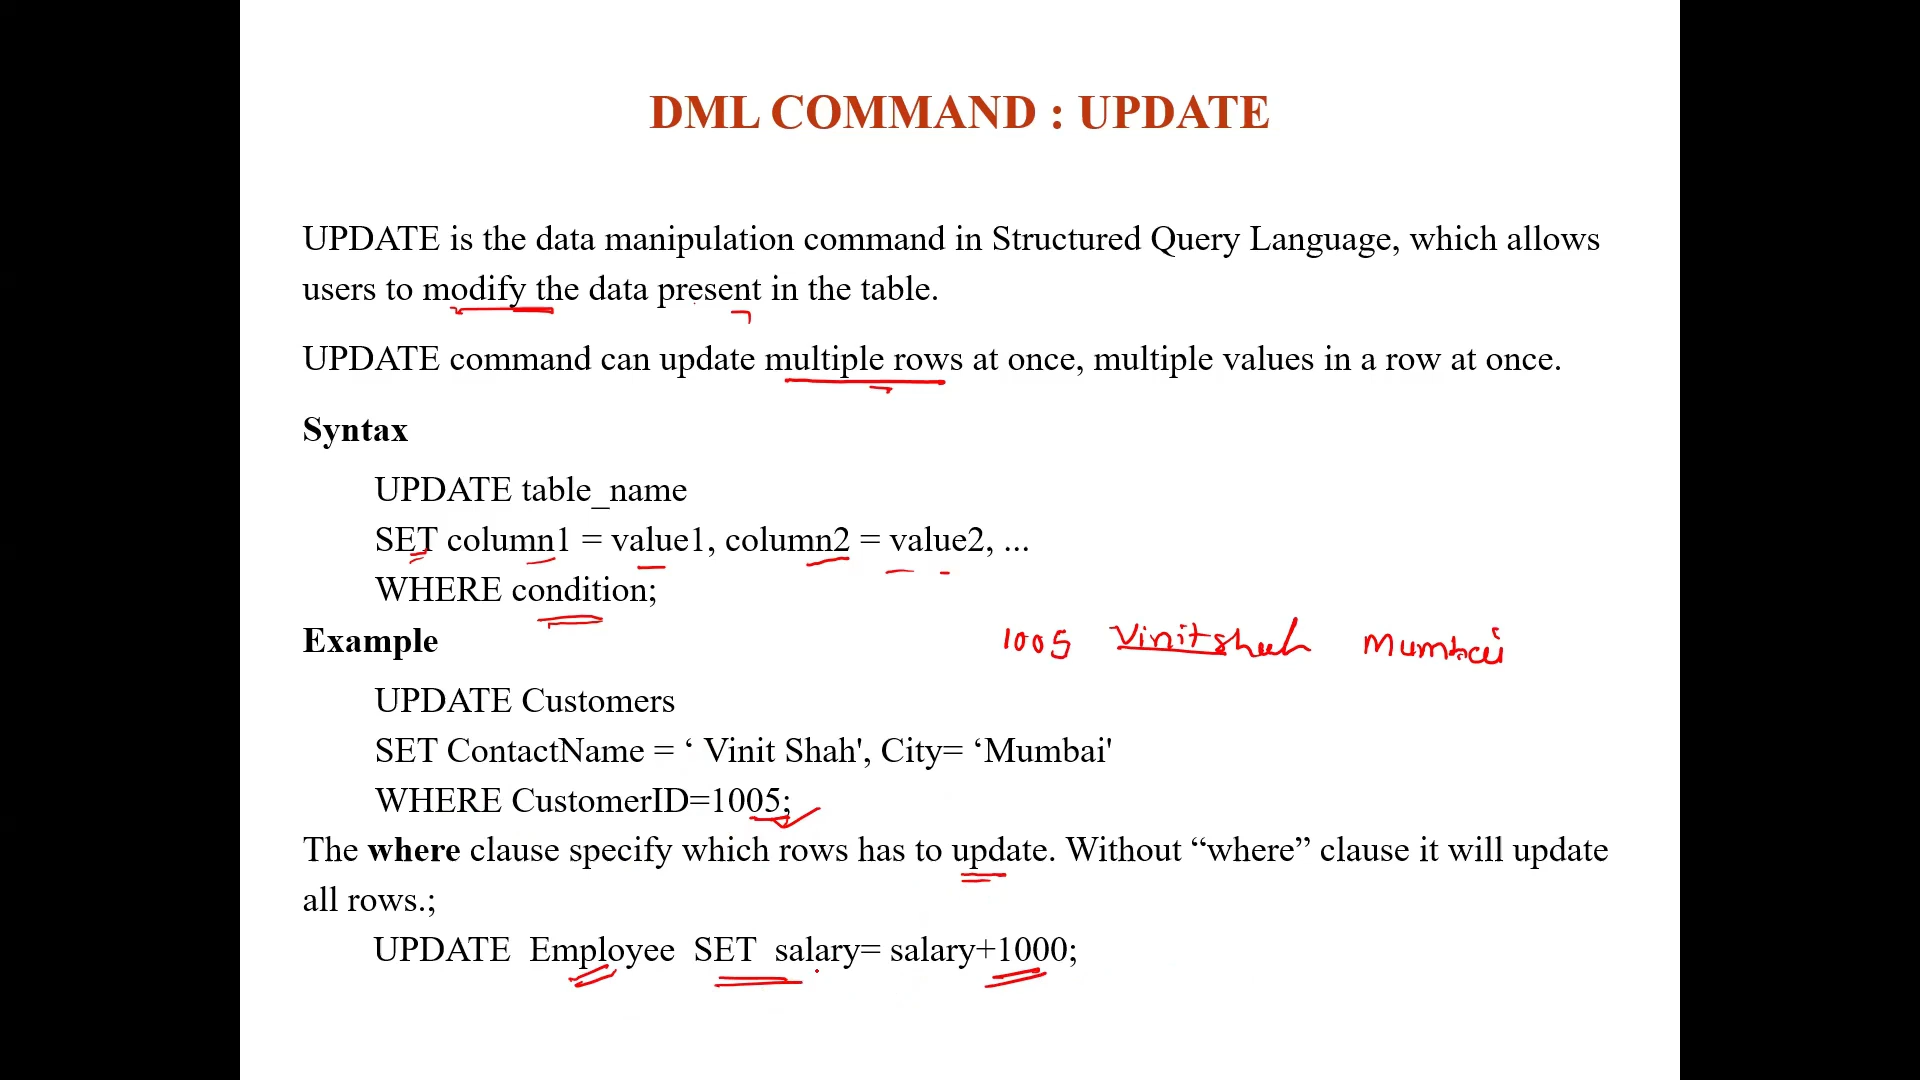 DML COMMAND : UPDATE
UPDATE is the data manipulation command in Structured Query Language, which allows
users to modify the data present in the table.
UPDATE command can update multiple rows at once, multiple values in a row at once.
Syntax
UPDATE table_name
SET column1 = value1, column2 = value2, ...
WHERE condition;
Example
1005 Vinit shah Mumbai
UPDATE Customers
SET ContactName = ‘ Vinit Shah', City= ‘Mumbai'
WHERE CustomerID=1005;
The where clause specify which rows has to update. Without “where” clause it will update
all rows.;
UPDATE Employee SET salary= salary+1000;